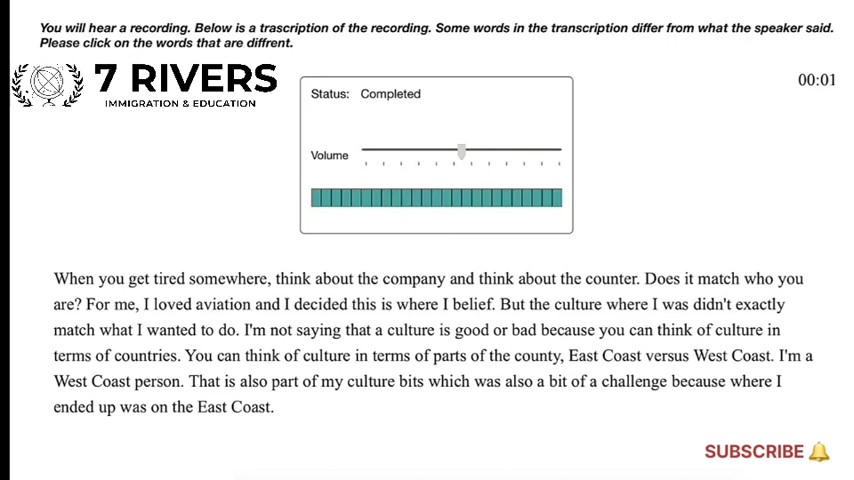 You will hear a recording. Below is a trascription of the recording. Some words in the transcription differ from what the speaker said.
Please click on the words that are diffrent.
7 RIVERS
IMMIGRATION & EDUCATION
00:01
Status: Completed
Volume
When you get tired somewhere, think about the company and think about the counter. Does it match who you
are? For me, I loved aviation and I decided this is where I belief. But the culture where I was didn't exactly
match what I wanted to do. I'm not saying that a culture is good or bad because you can think of culture in
terms of countries. You can think of culture in terms of parts of the county, East Coast versus West Coast. I'm a
West Coast person. That is also part of my culture bits which was also a bit of a challenge because where I
ended up was on the East Coast.
SUBSCRIBE